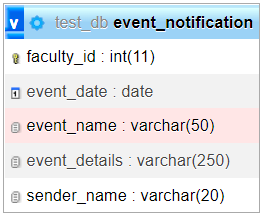 v test_db event_notification
faculty_id : int(11)
event_date : date
event_name : varchar(50)
event_details : varchar(250)
sender_name : varchar(20)